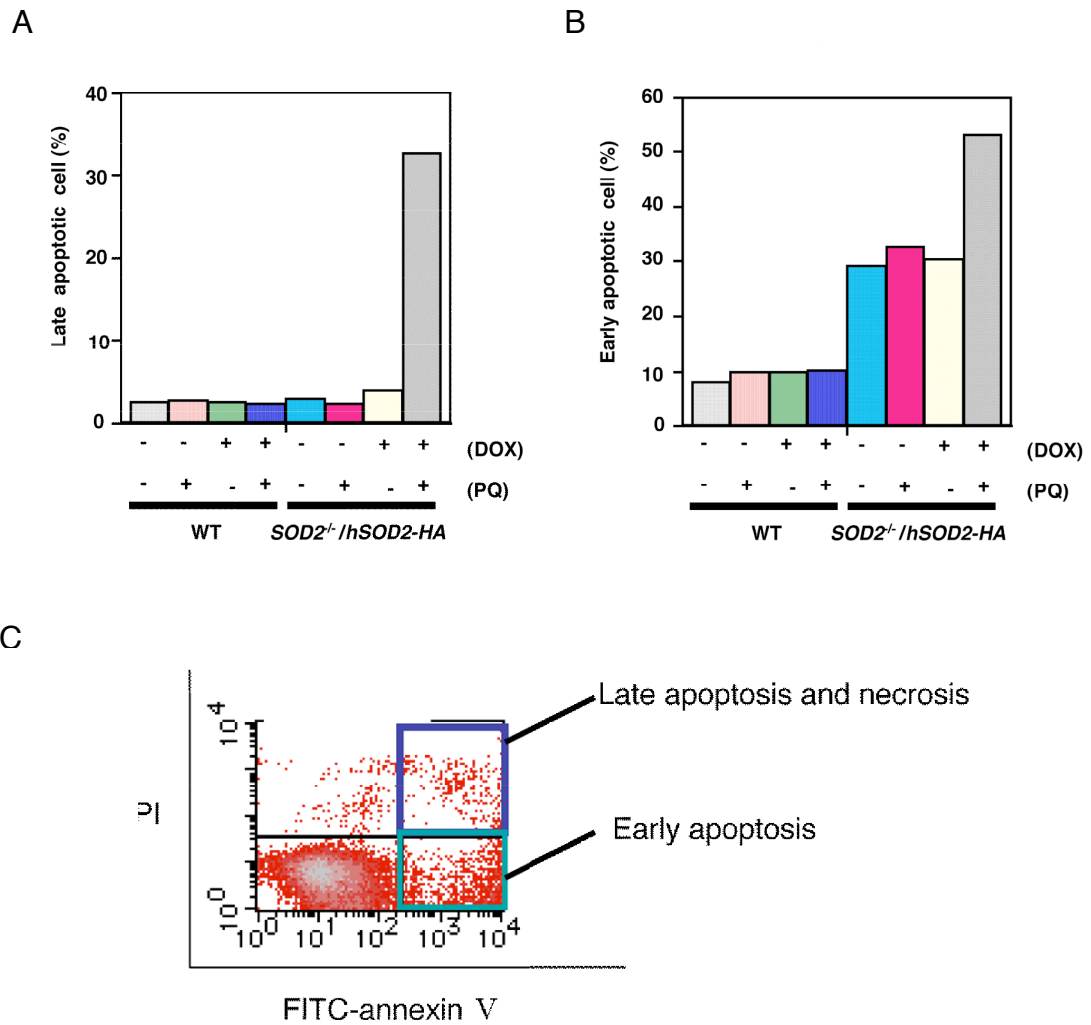 A
B
Late apoptotic cell (%)
40
30
20
10
0
- - + + - - + + (DOX)
- + - + - + - + (PQ)
WT SOD2-/-/hSOD2-HA
Early apoptotic cell (%)
60
50
40
30
20
10
0
- - + + - - + + (DOX)
- + - + - + - + (PQ)
WT SOD2-/-/hSOD2-HA
C
PI
10^4
10^0
10^0 10^1 10^2 10^3 10^4
FITC-annexin V
Late apoptosis and necrosis
Early apoptosis